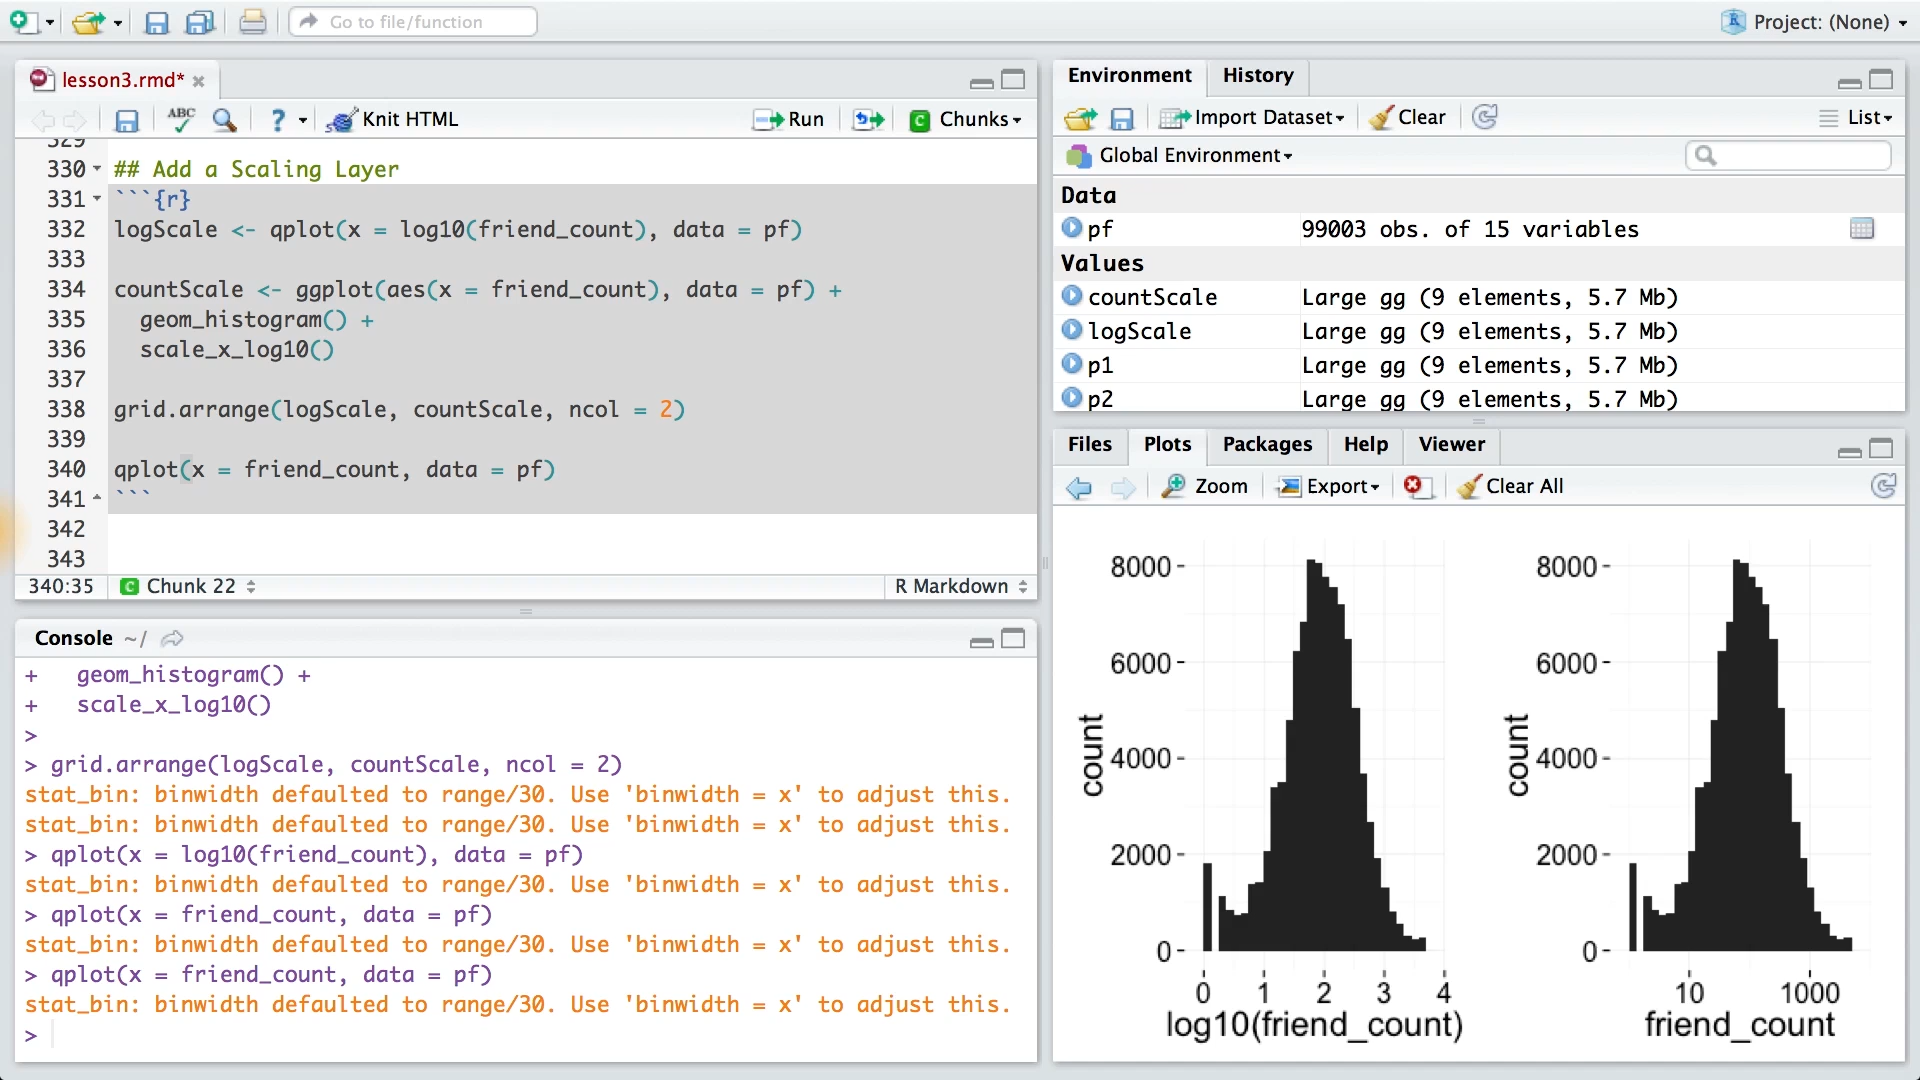 Go to file/function
Project: (None)
lesson3.rmd*
ABC
? Knit HTML
Run
Chunks
329
330 ## Add a Scaling Layer
331 ```{r}
332 logScale <- qplot(x = log10(friend_count), data = pf)
333
334 countScale <- ggplot(aes(x = friend_count), data = pf) +
335 geom_histogram() +
336 scale_x_log10()
337
338 grid.arrange(logScale, countScale, ncol = 2)
339
340 qplot(x = friend_count, data = pf)
341 ```
342
343
340:35 C Chunk 22 R Markdown
Console ~/
+ geom_histogram() +
+ scale_x_log10()
>
> grid.arrange(logScale, countScale, ncol = 2)
stat_bin: binwidth defaulted to range/30. Use 'binwidth = x' to adjust this.
stat_bin: binwidth defaulted to range/30. Use 'binwidth = x' to adjust this.
> qplot(x = log10(friend_count), data = pf)
stat_bin: binwidth defaulted to range/30. Use 'binwidth = x' to adjust this.
> qplot(x = friend_count, data = pf)
stat_bin: binwidth defaulted to range/30. Use 'binwidth = x' to adjust this.
> qplot(x = friend_count, data = pf)
stat_bin: binwidth defaulted to range/30. Use 'binwidth = x' to adjust this.
>
Environment History
Import Dataset Clear List
Global Environment
Data
pf 99003 obs. of 15 variables
Values
countScale Large gg (9 elements, 5.7 Mb)
logScale Large gg (9 elements, 5.7 Mb)
p1 Large gg (9 elements, 5.7 Mb)
p2 Large gg (9 elements, 5.7 Mb)
Files Plots Packages Help Viewer
Zoom Export Clear All
8000
6000
4000
2000
0
count
0 1 2 3 4
log10(friend_count)
8000
6000
4000
2000
0
count
10 1000
friend_count